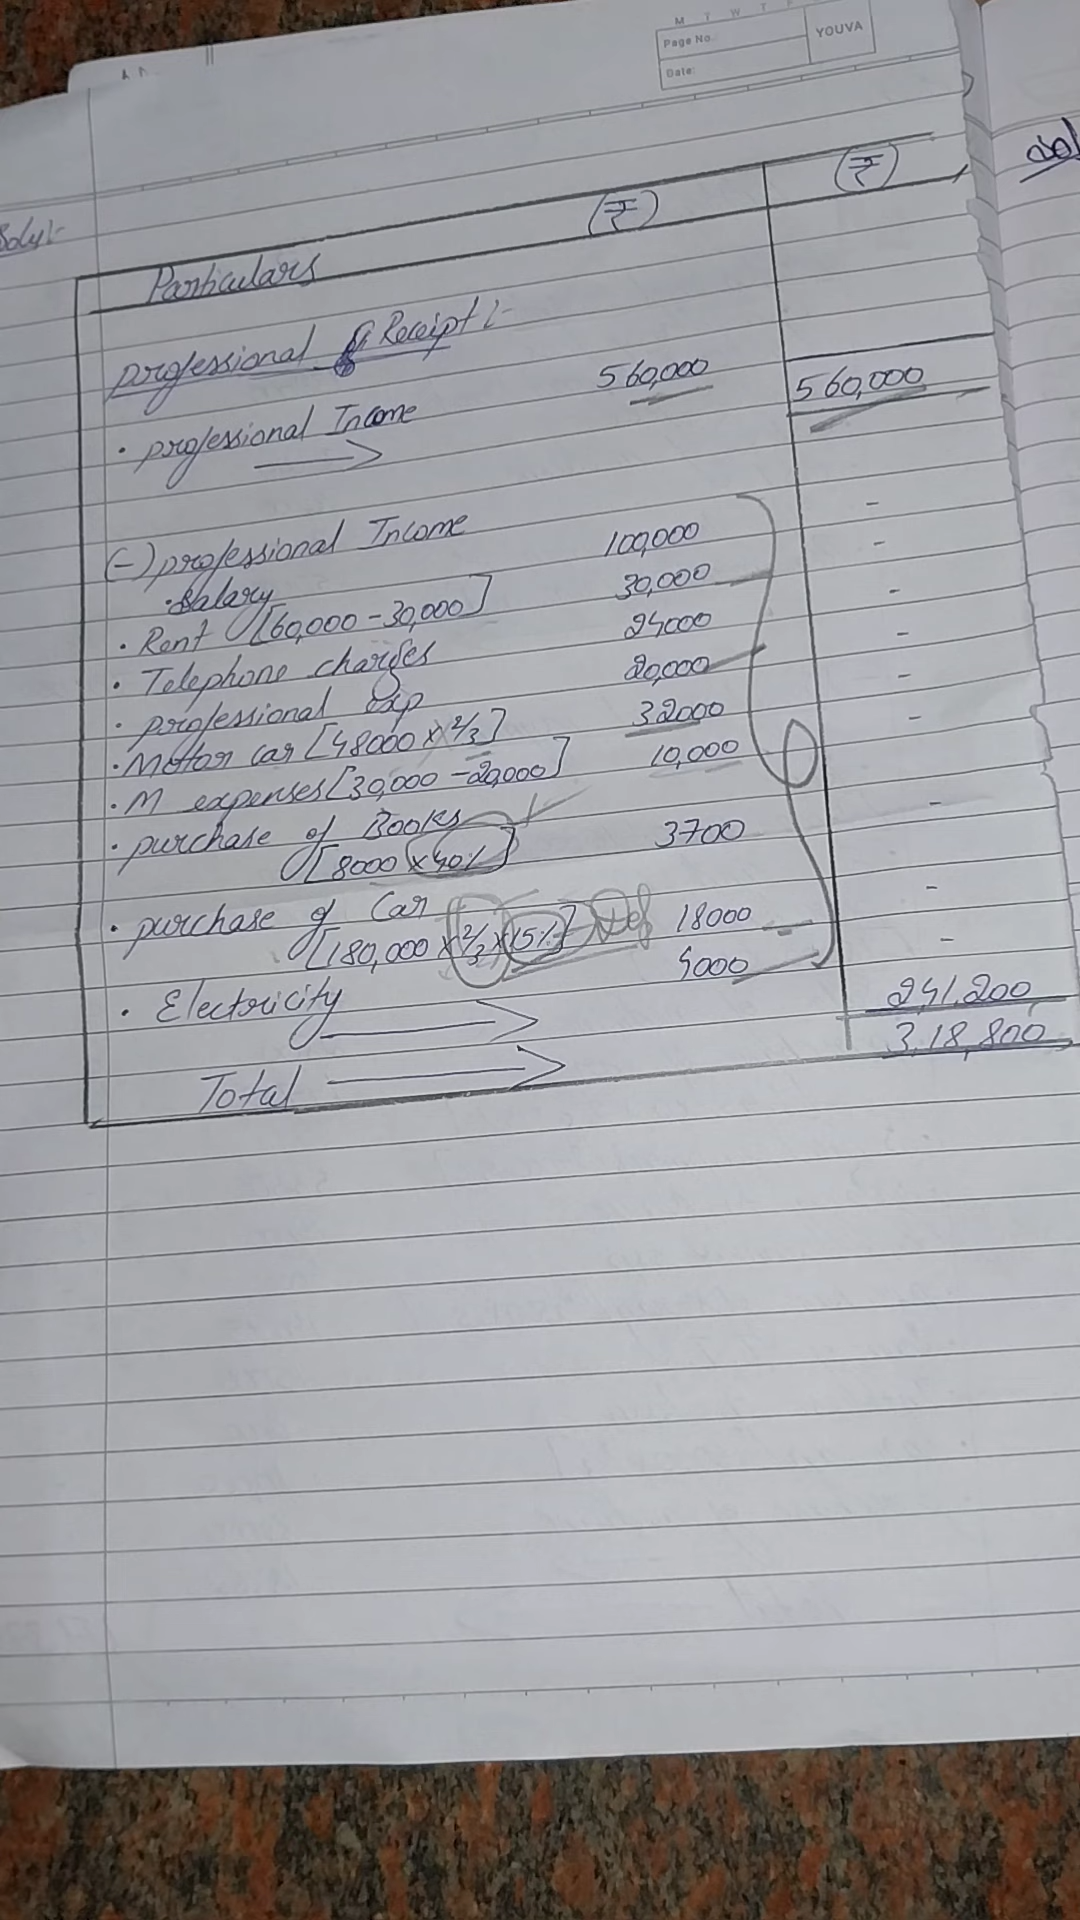 M T W T
Page No.
YOUVA
Date:
Soln:-
Particulars (₹) (₹)
professional Receipt :-
• professional Income 560,000 560,000
(-) professional Income
• Salary 100,000 -
• Rent [60,000 - 30,000] 30,000 -
• Telephone charges 24000 -
• professional Exp 20,000 -
• Motor car [48000 x 2/3] 32000 -
• M expenses [30,000 - 20,000] 10,000 -
• purchase of Books
[8000 x 40%] 3700 -
• purchase of Car
[180,000 x 2/3 x 15%] 18000 -
• Electricity 4000 -
241,200
Total 3,18,800